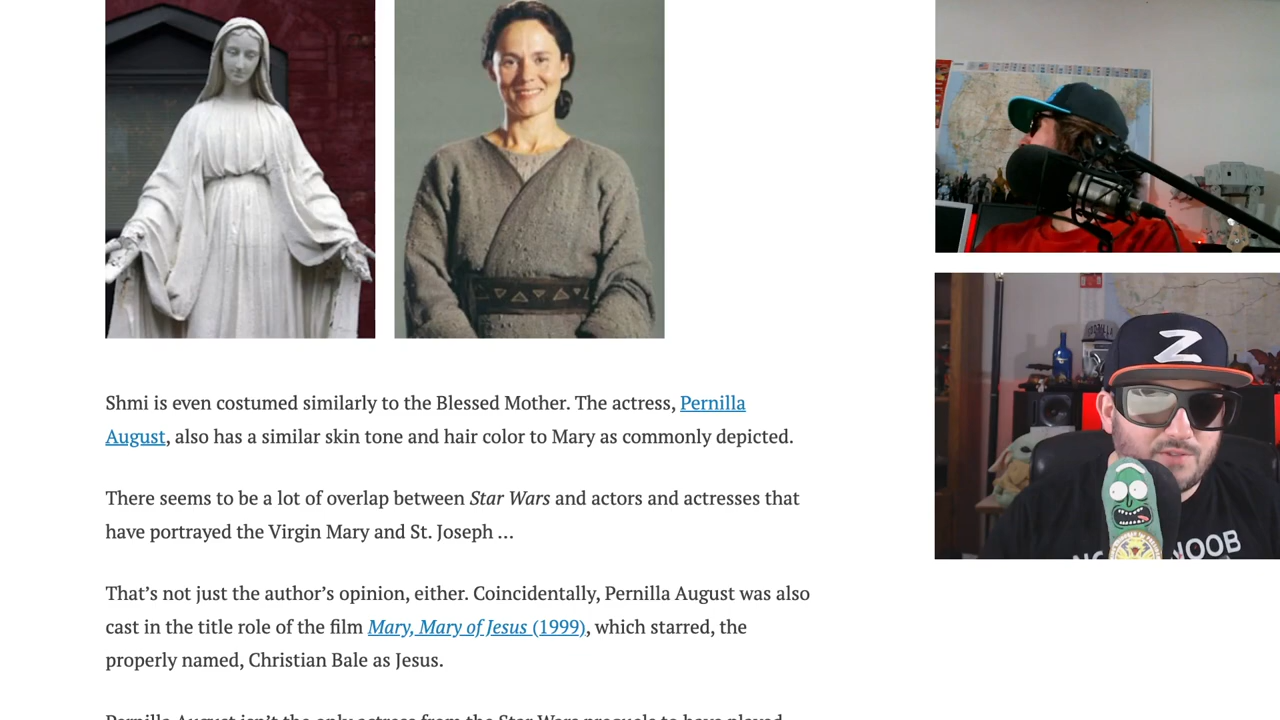 Shmi is even costumed similarly to the Blessed Mother. The actress, Pernilla
August, also has a similar skin tone and hair color to Mary as commonly depicted.
There seems to be a lot of overlap between Star Wars and actors and actresses that
have portrayed the Virgin Mary and St. Joseph …
That’s not just the author’s opinion, either. Coincidentally, Pernilla August was also
cast in the title role of the film Mary, Mary of Jesus (1999), which starred, the
properly named, Christian Bale as Jesus.
Pernilla August isn’t the only actress from the Star Wars prequels to have played
Z
OOB